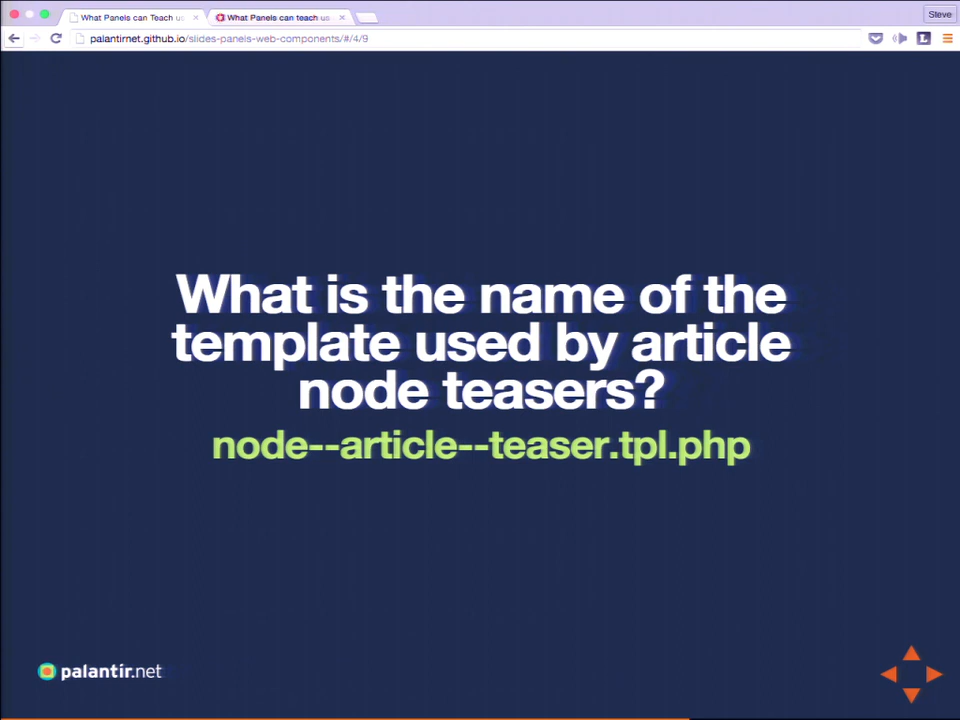 What Panels can Teach us
What Panels can teach us
Steve
palantirnet.github.io/slides-panels-web-components/#/4/9
L
What is the name of the
template used by article
node teasers?
node--article--teaser.tpl.php
palantir.net